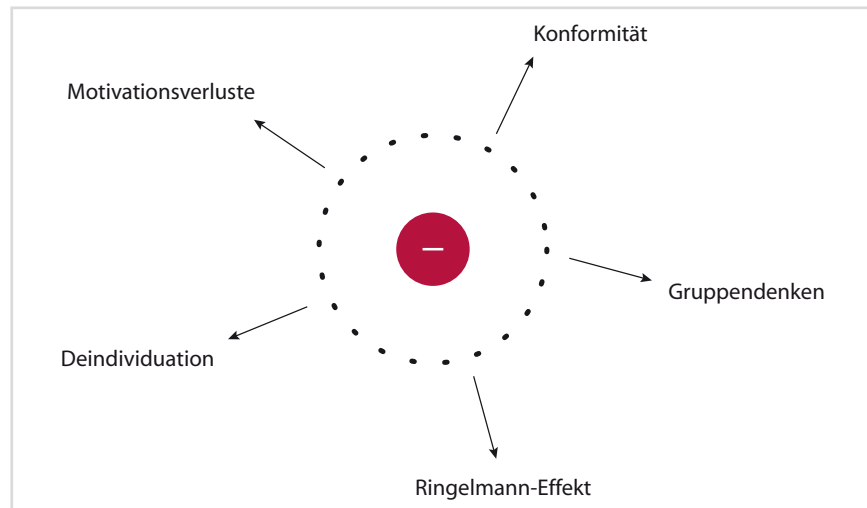 Konformität
Motivationsverluste
–
Gruppendenken
Deindividuation
Ringelmann-Effekt